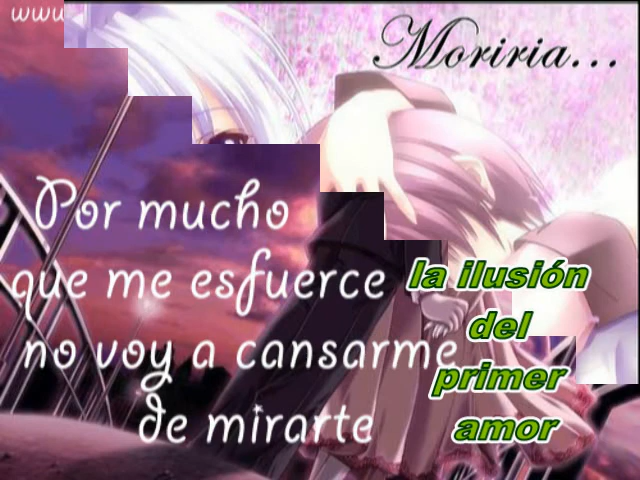 www
Moriria...
Por mucho
que me esfuerce
no voy a cansarme
de mirarte
la ilusión
del
primer
amor